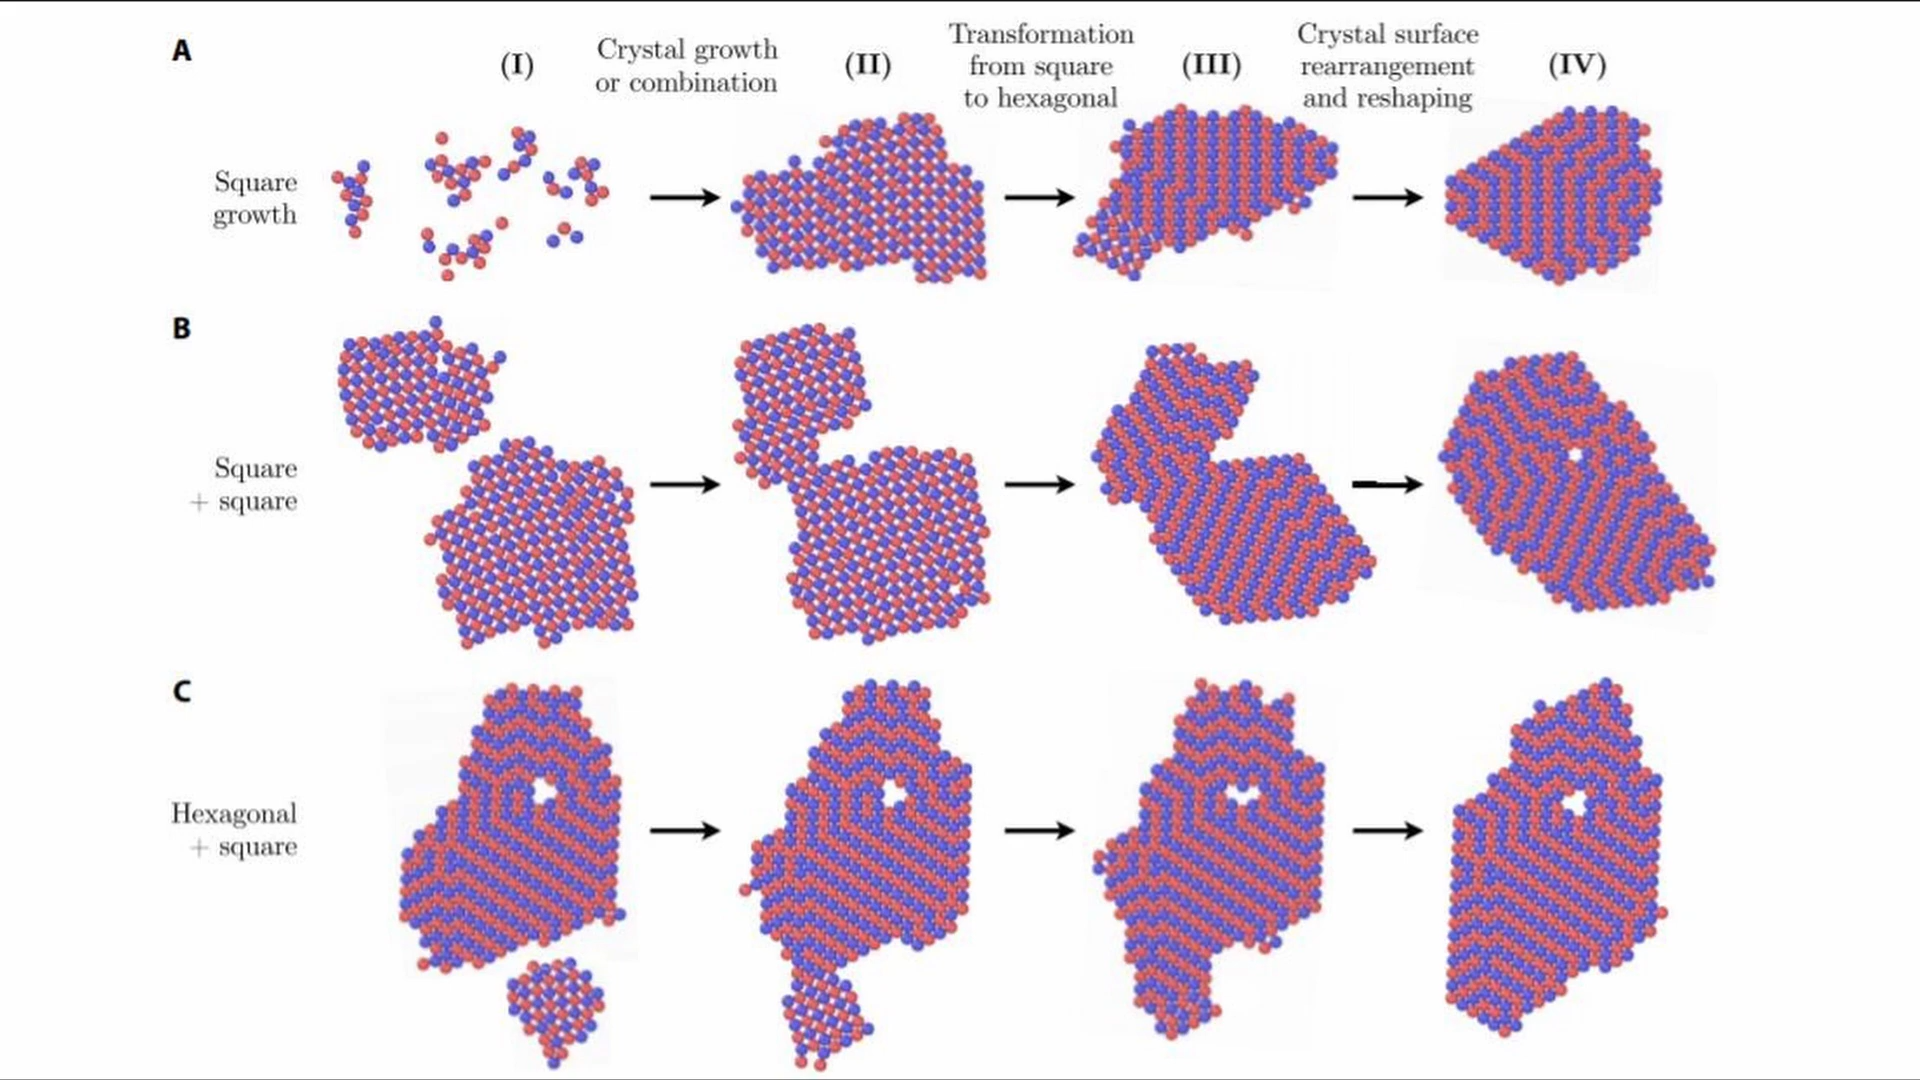 A
(I)
Crystal growth
or combination
(II)
Transformation
from square
to hexagonal
(III)
Crystal surface
rearrangement
and reshaping
(IV)
Square
growth
B
Square
+ square
C
Hexagonal
+ square